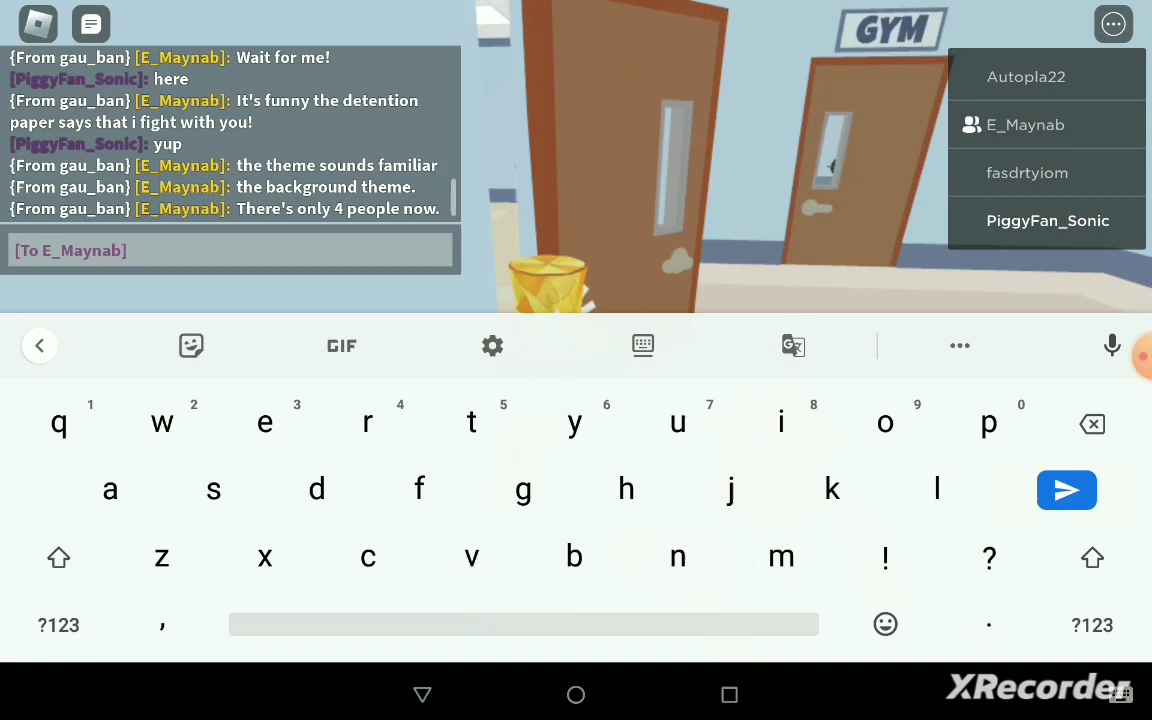 {From gau_ban} [E_Maynab]: Wait for me!
[PiggyFan_Sonic]: here
{From gau_ban} [E_Maynab]: It's funny the detention
paper says that i fight with you!
[PiggyFan_Sonic]: yup
{From gau_ban} [E_Maynab]: the theme sounds familiar
{From gau_ban} [E_Maynab]: the background theme.
{From gau_ban} [E_Maynab]: There's only 4 people now.
[To E_Maynab]
GYM
Autopla22
E_Maynab
fasdrtyiom
PiggyFan_Sonic
GIF
1 2 3 4 5 6 7 8 9 0
q w e r t y u i o p
a s d f g h j k l
z x c v b n m ! ?
?123 , . ?123
XRecorder